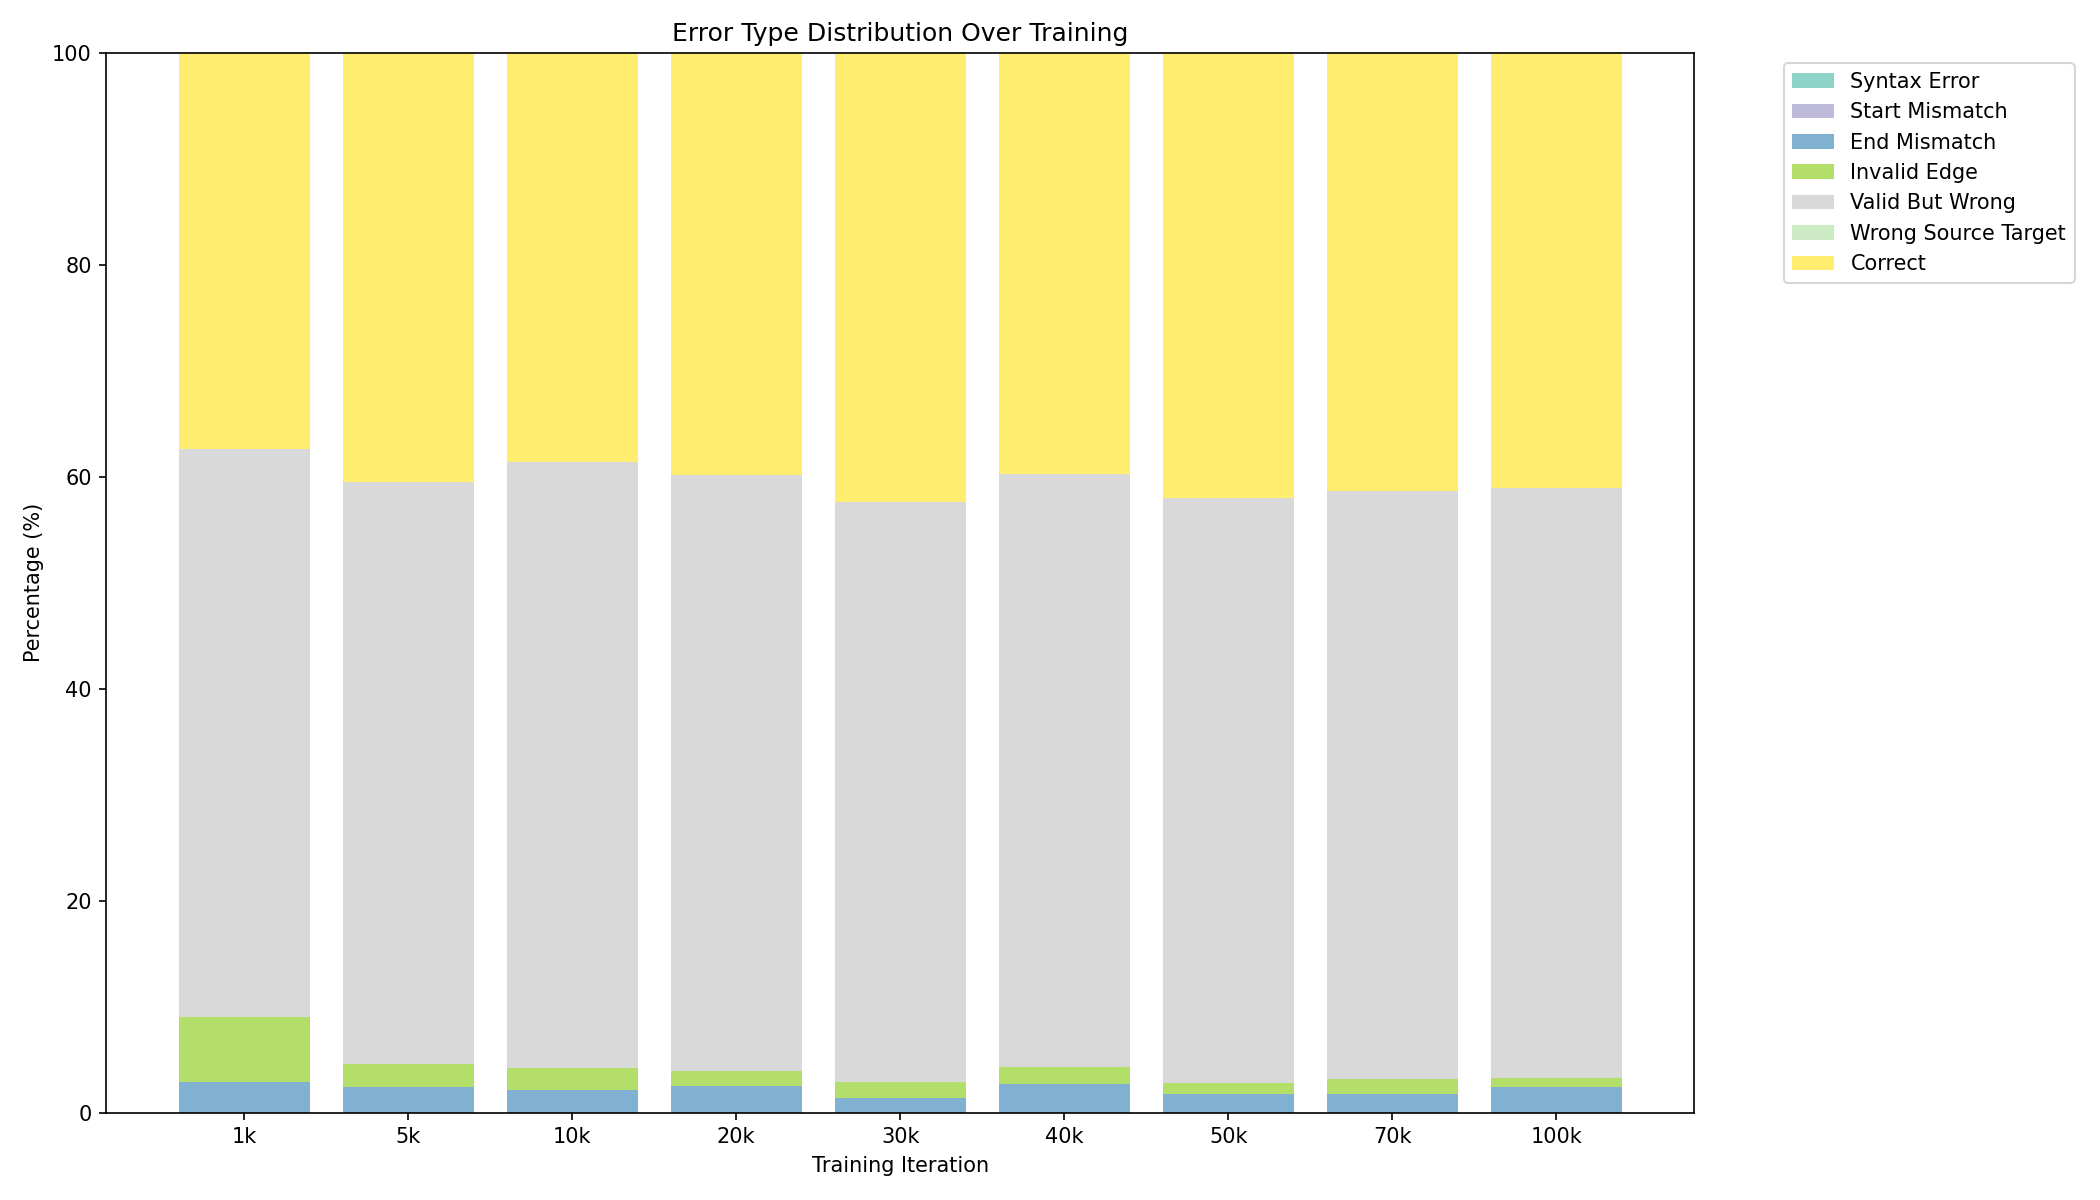 Error Type Distribution Over Training
100
80
60
40
20
0
Percentage (%)
1k 5k 10k 20k 30k 40k 50k 70k 100k
Training Iteration
Syntax Error
Start Mismatch
End Mismatch
Invalid Edge
Valid But Wrong
Wrong Source Target
Correct